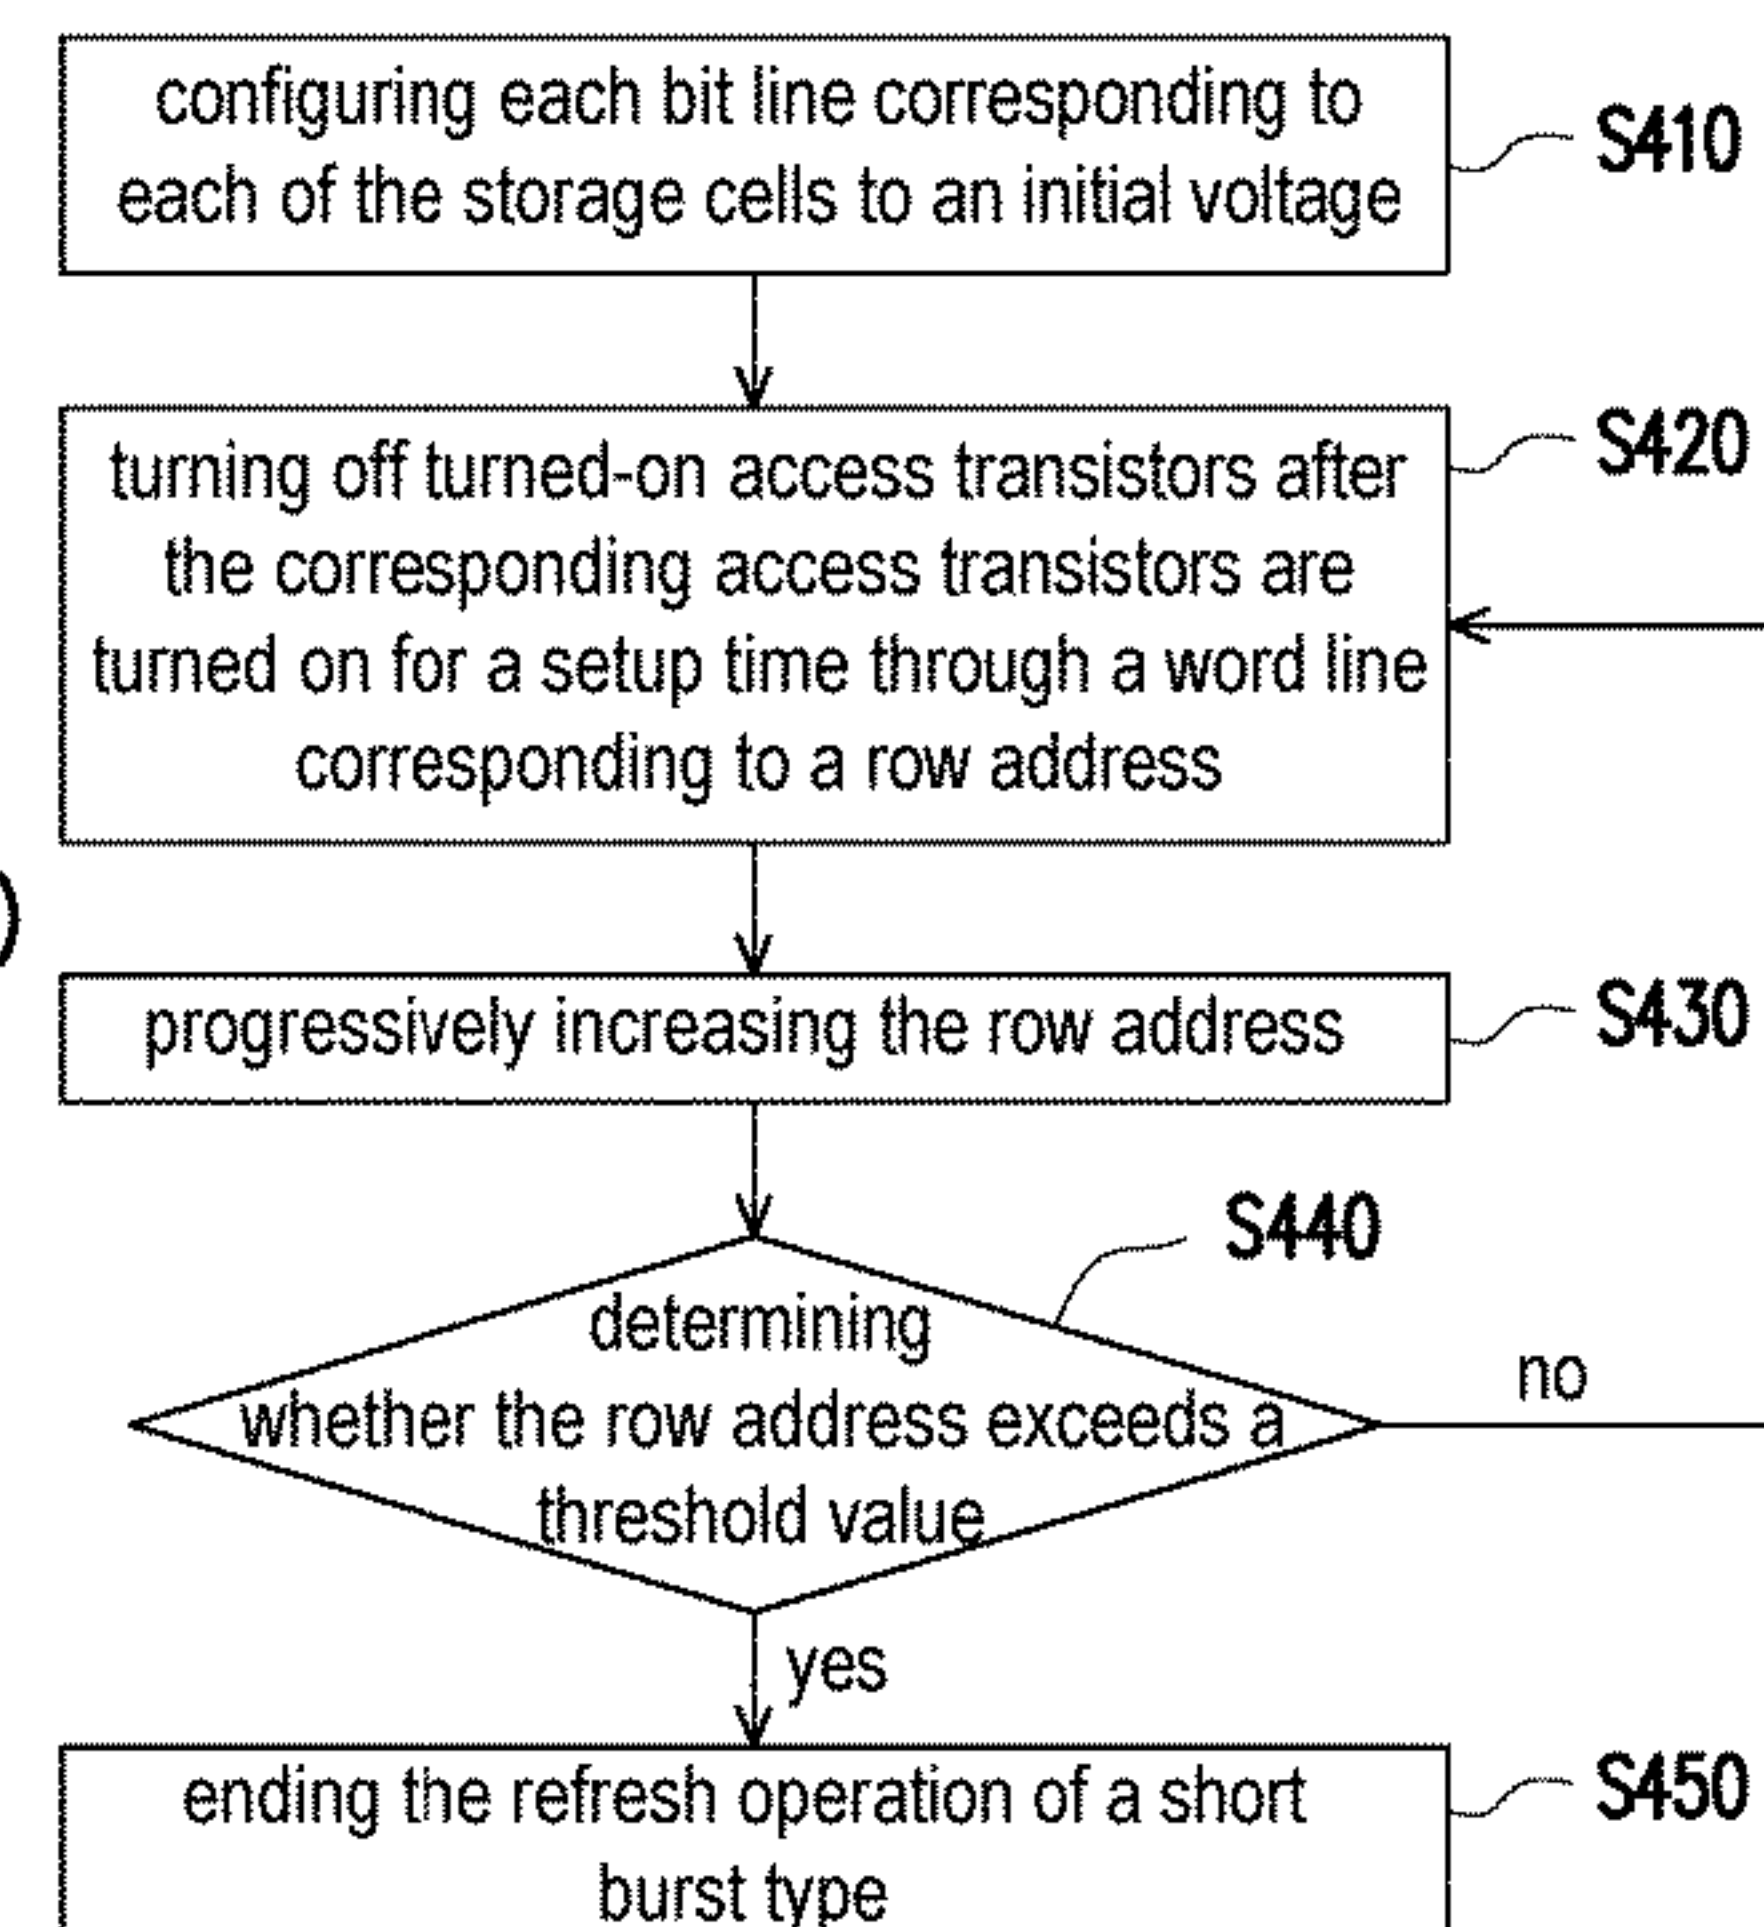 configuring each bit line corresponding to
each of the storage cells to an initial voltage
S410
turning off turned-on access transistors after
the corresponding access transistors are
turned on for a setup time through a word line
corresponding to a row address
S420
progressively increasing the row address
S430
determining
whether the row address exceeds a
threshold value
S440
no
yes
ending the refresh operation of a short
burst type
S450